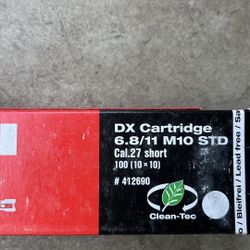 DX Cartridge
6.8/11 M10 STD
Cal.27 short
100 (10 x 10)
# 412690
Clean-Tec
/ Bleifrei / Lead free / Sa